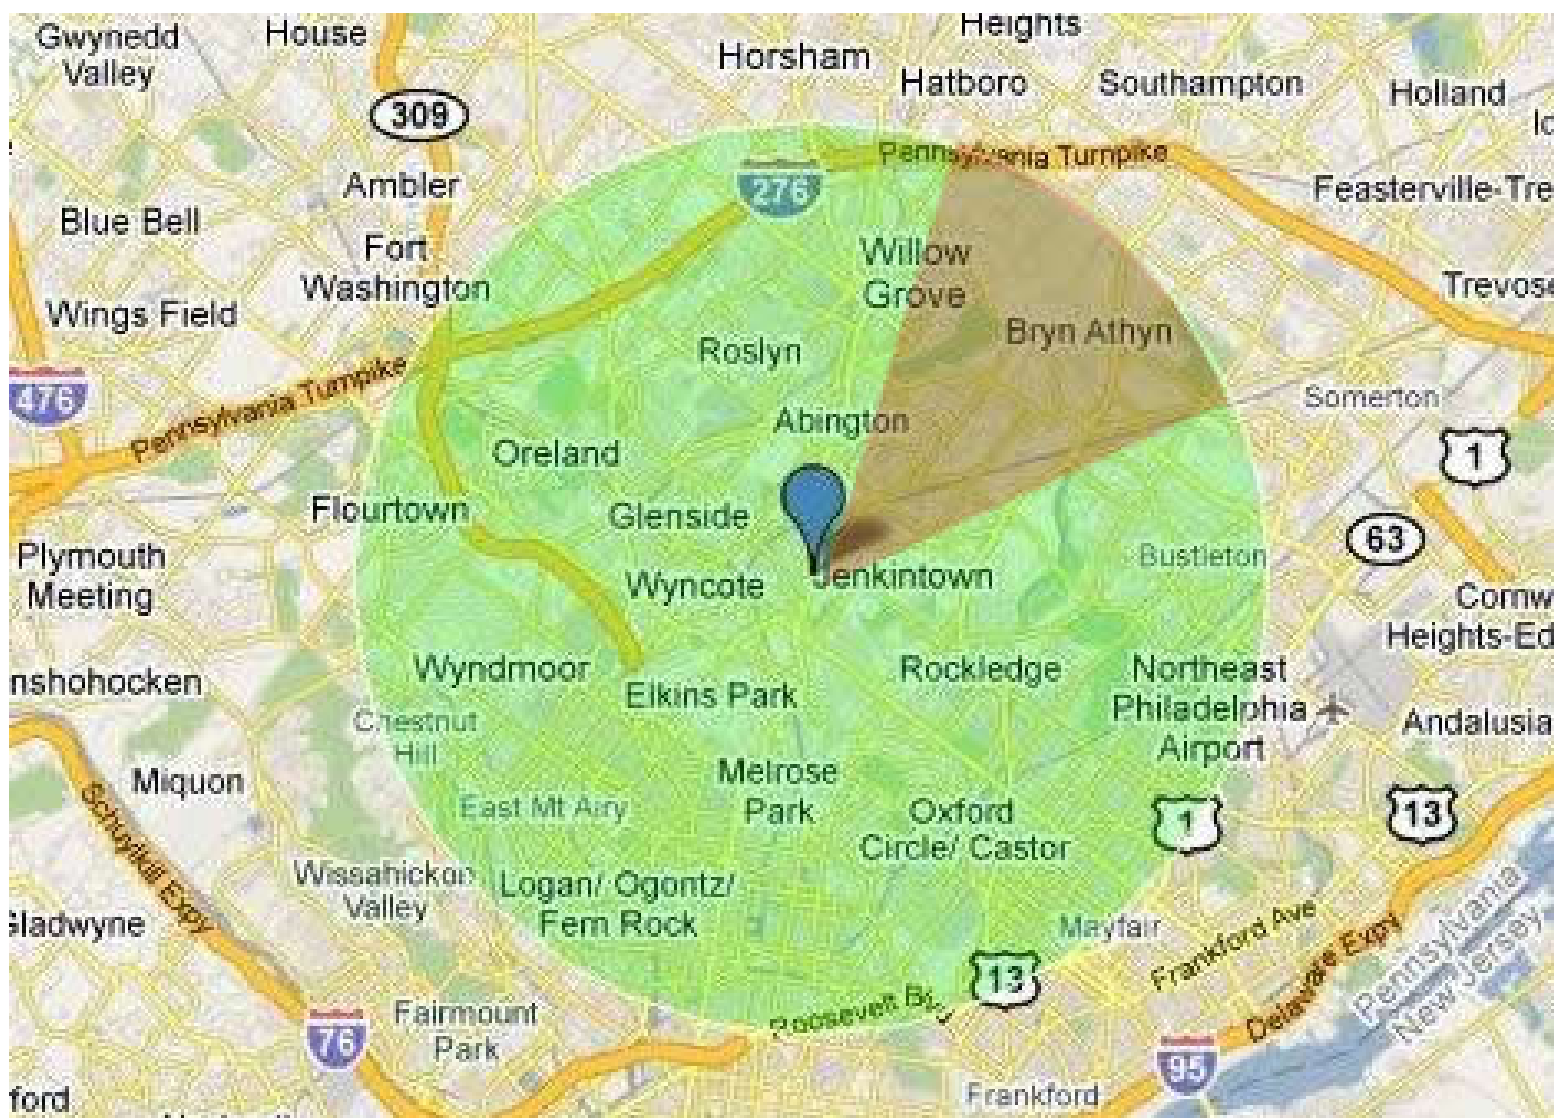 Gwynedd
Valley
House
Horsham
Heights
Hatboro
Southampton
Holland
309
Ambler
276
Pennsylvania Turnpike
Feasterville-Tre
Blue Bell
Fort
Washington
Willow
Grove
Trevose
Wings Field
Bryn Athyn
Roslyn
476
Pennsylvania Turnpike
Somerton
Abington
Oreland
1
Flourtown
Glenside
63
Plymouth
Meeting
Bustleton
Wyncote
Jenkintown
Cornw
Heights-Ed
nshohocken
Wyndmoor
Elkins Park
Rockledge
Northeast
Philadelphia
Airport
Andalusia
Chestnut
Hill
Miquon
Melrose
Park
East Mt Airy
Oxford
Circle/ Castor
1
13
Schuylkill Expy
Wissahickon
Valley
Logan/ Ogontz/
Fern Rock
Gladwyne
Mayfair
Frankford Ave
Delaware Expy
Pennsylvania
New Jersey
13
Roosevelt
76
Fairmount
Park
95
Frankford
ford